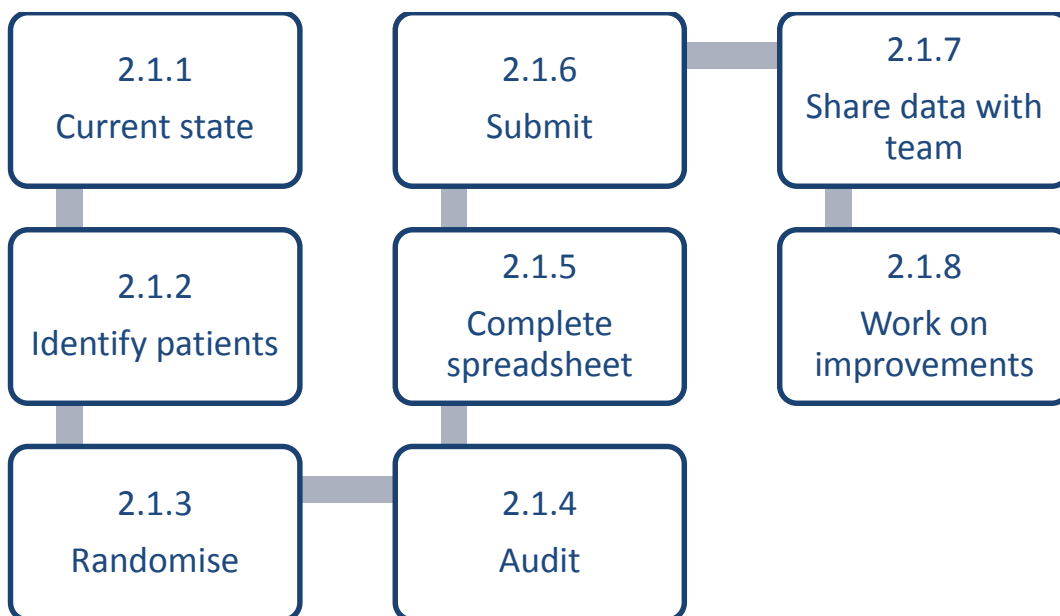 2.1.1
Current state
2.1.2
Identify patients
2.1.3
Randomise
2.1.4
Audit
2.1.5
Complete
spreadsheet
2.1.6
Submit
2.1.7
Share data with
team
2.1.8
Work on
improvements